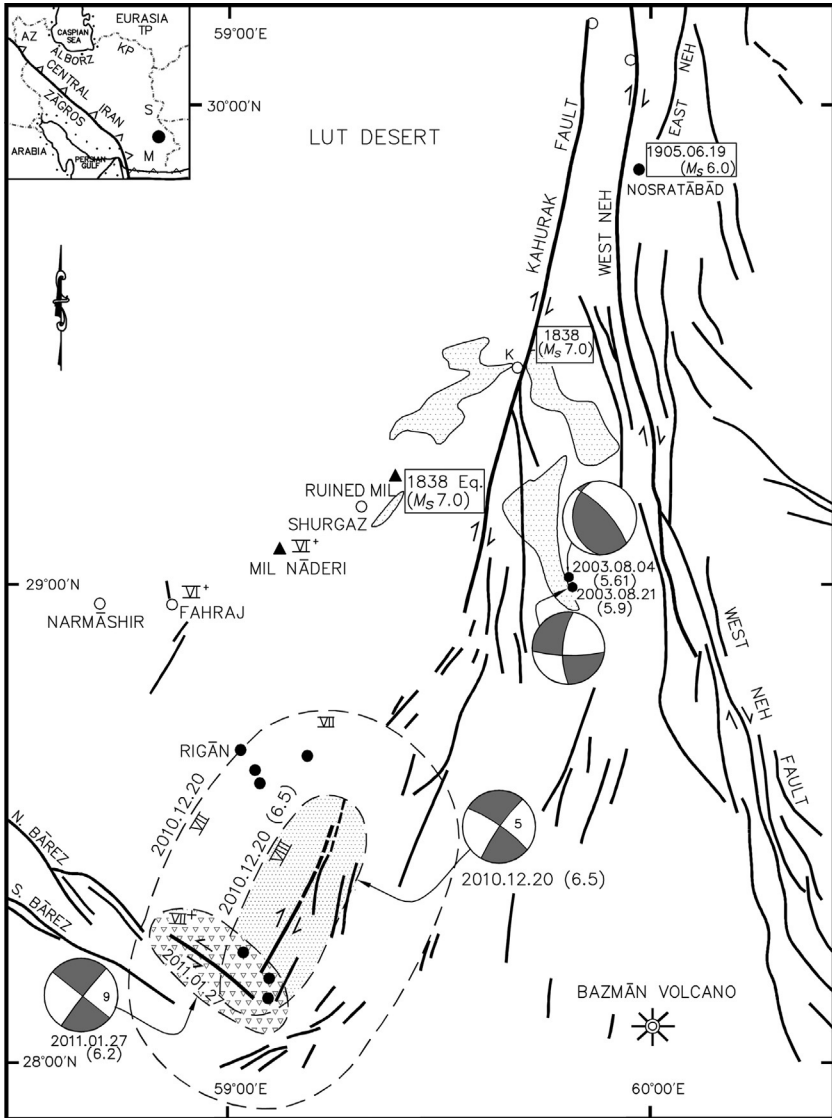 EURASIA
TP
AZ
CASPIAN
SEA
ALBORZ
KP
CENTRAL
IRAN
ZĀGROS
S
M
ARABIA
PERSIAN
GULF
59°00'E
30°00'N
LUT DESERT
KAHURAK
FAULT
WEST NEH
EAST
NEH
1905.06.19
(Ms 6.0)
NOSRATĀBĀD
1838
(Ms 7.0)
K
RUINED MIL
1838 Eq.
(Ms 7.0)
SHURGAZ
VI+
MIL NĀDERI
29°00'N
VI+
NARMĀSHIR
FAHRAJ
2003.08.04
(5.61)
2003.08.21
(5.9)
WEST
NEH
FAULT
VII
RIGĀN
2010.12.20
VII
2010.12.20 (6.5)
VIII
5
2010.12.20 (6.5)
N. BĀREZ
S. BĀREZ
VII+
2011.01.27
9
2011.01.27
(6.2)
BAZMĀN VOLCANO
28°00'N
59°00'E
60°00'E